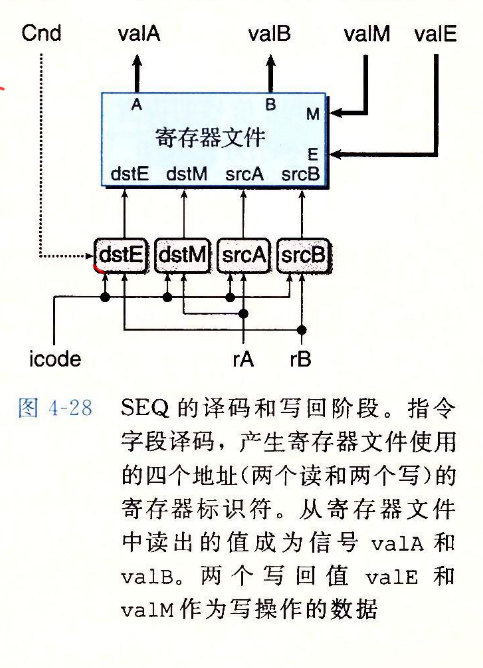 Cnd valA valB valM valE
A B M
寄存器文件
E
dstE dstM srcA srcB
dstE dstM srcA srcB
icode rA rB
图 4-28 SEQ 的译码和写回阶段。指令
字段译码，产生寄存器文件使用
的四个地址(两个读和两个写)的
寄存器标识符。从寄存器文件
中读出的值成为信号 valA 和
valB。两个写回值 valE 和
valM作为写操作的数据